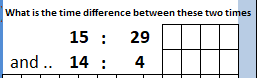 What is the time difference between these two times
15 : 29
and .. 14 : 4